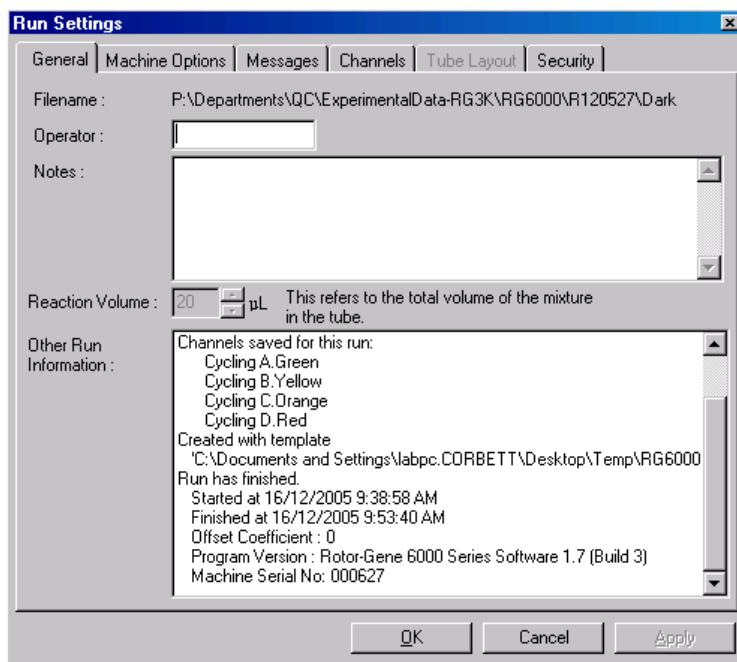 Run Settings
General Machine Options Messages Channels Tube Layout Security
Filename : P:\Departments\QC\ExperimentalData-RG3K\RG6000\R120527\Dark
Operator :
Notes :
Reaction Volume : 20 µL This refers to the total volume of the mixture
in the tube.
Other Run
Information :
Channels saved for this run:
Cycling A.Green
Cycling B.Yellow
Cycling C.Orange
Cycling D.Red
Created with template
'C:\Documents and Settings\labpc.CORBETT\Desktop\Temp\RG6000
Run has finished.
Started at 16/12/2005 9:38:58 AM
Finished at 16/12/2005 9:53:40 AM
Offset Coefficient : 0
Program Version : Rotor-Gene 6000 Series Software 1.7 (Build 3)
Machine Serial No: 000627
OK Cancel Apply